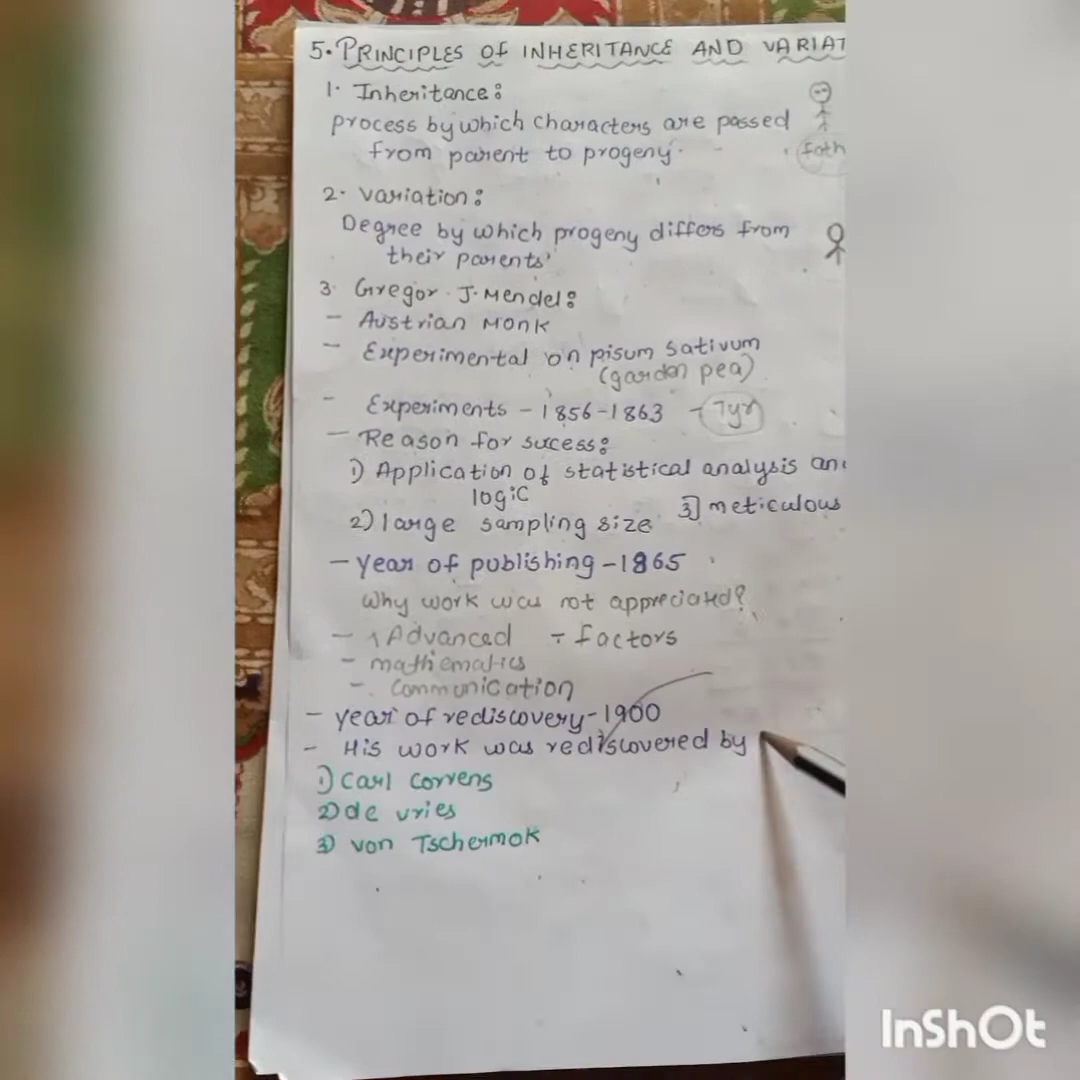 5. PRINCIPLES OF INHERITANCE AND VARIAT
1. Inheritance:
process by which characters are passed
from parent to progeny.
(foth
2. variation:
Degree by which progeny differs from
their parents'
3. Gregor. J. Mendel:
- Austrian Monk
- Experimental on pisum sativum
(garden pea)
- Experiments - 1856-1863 - 7yr
- Reason for sucess:
1) Application of statistical analysis an
logic
3] meticulous
2) large sampling size
- year of publishing - 1865
Why work was not appreciated?
- Advanced - factors
- mathematics
- Communication
- year of rediscovery - 1900
- His work was rediscovered by
1) Carl Correns
2) de vries
3) von Tschermok
InShOt